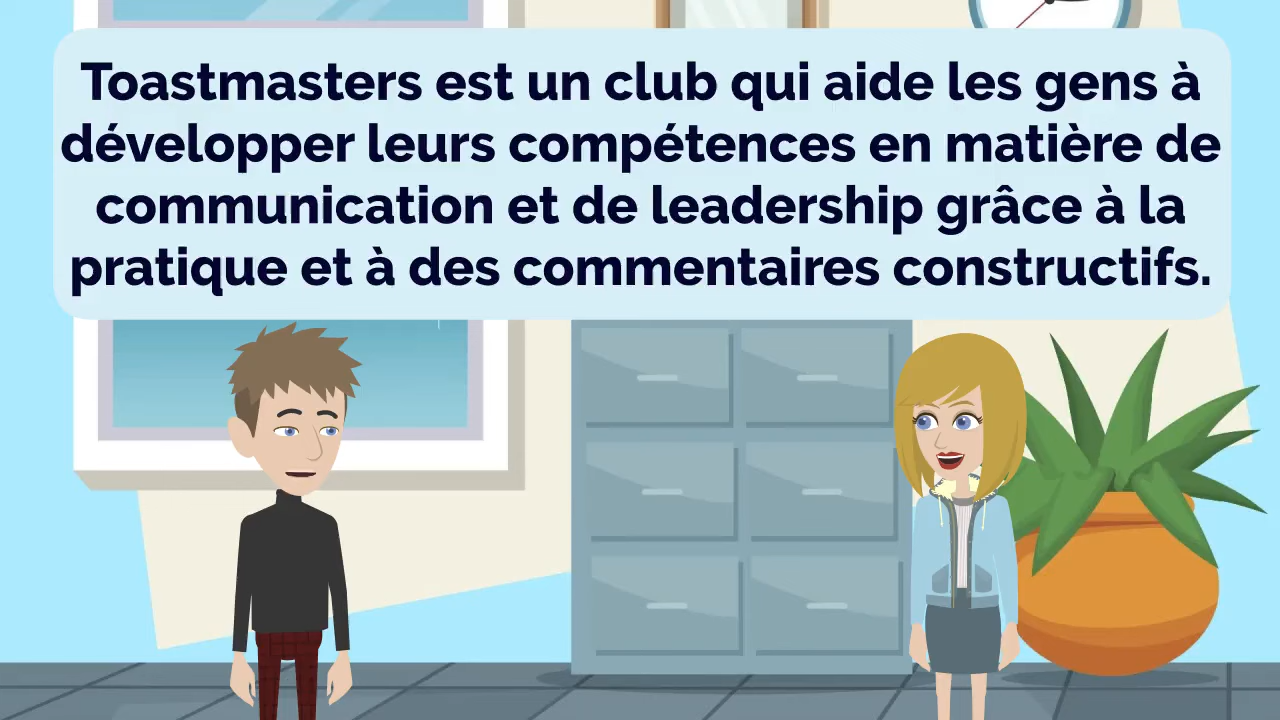 Toastmasters est un club qui aide les gens à
développer leurs compétences en matière de
communication et de leadership grâce à la
pratique et à des commentaires constructifs.